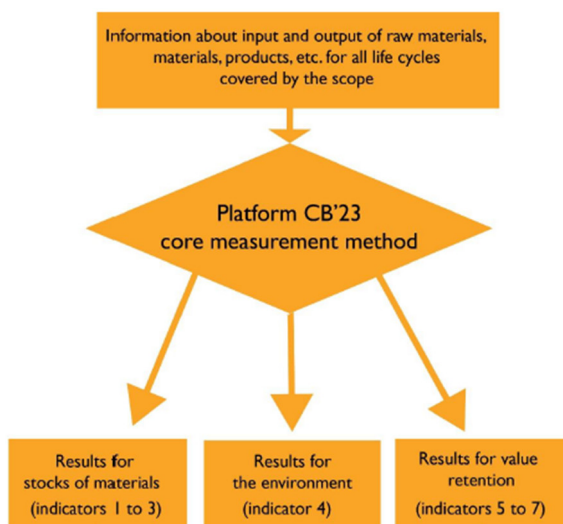 Information about input and output of raw materials,
materials, products, etc. for all life cycles
covered by the scope
Platform CB'23
core measurement method
Results for
stocks of materials
(indicators 1 to 3)
Results for
the environment
(indicator 4)
Results for value
retention
(indicators 5 to 7)